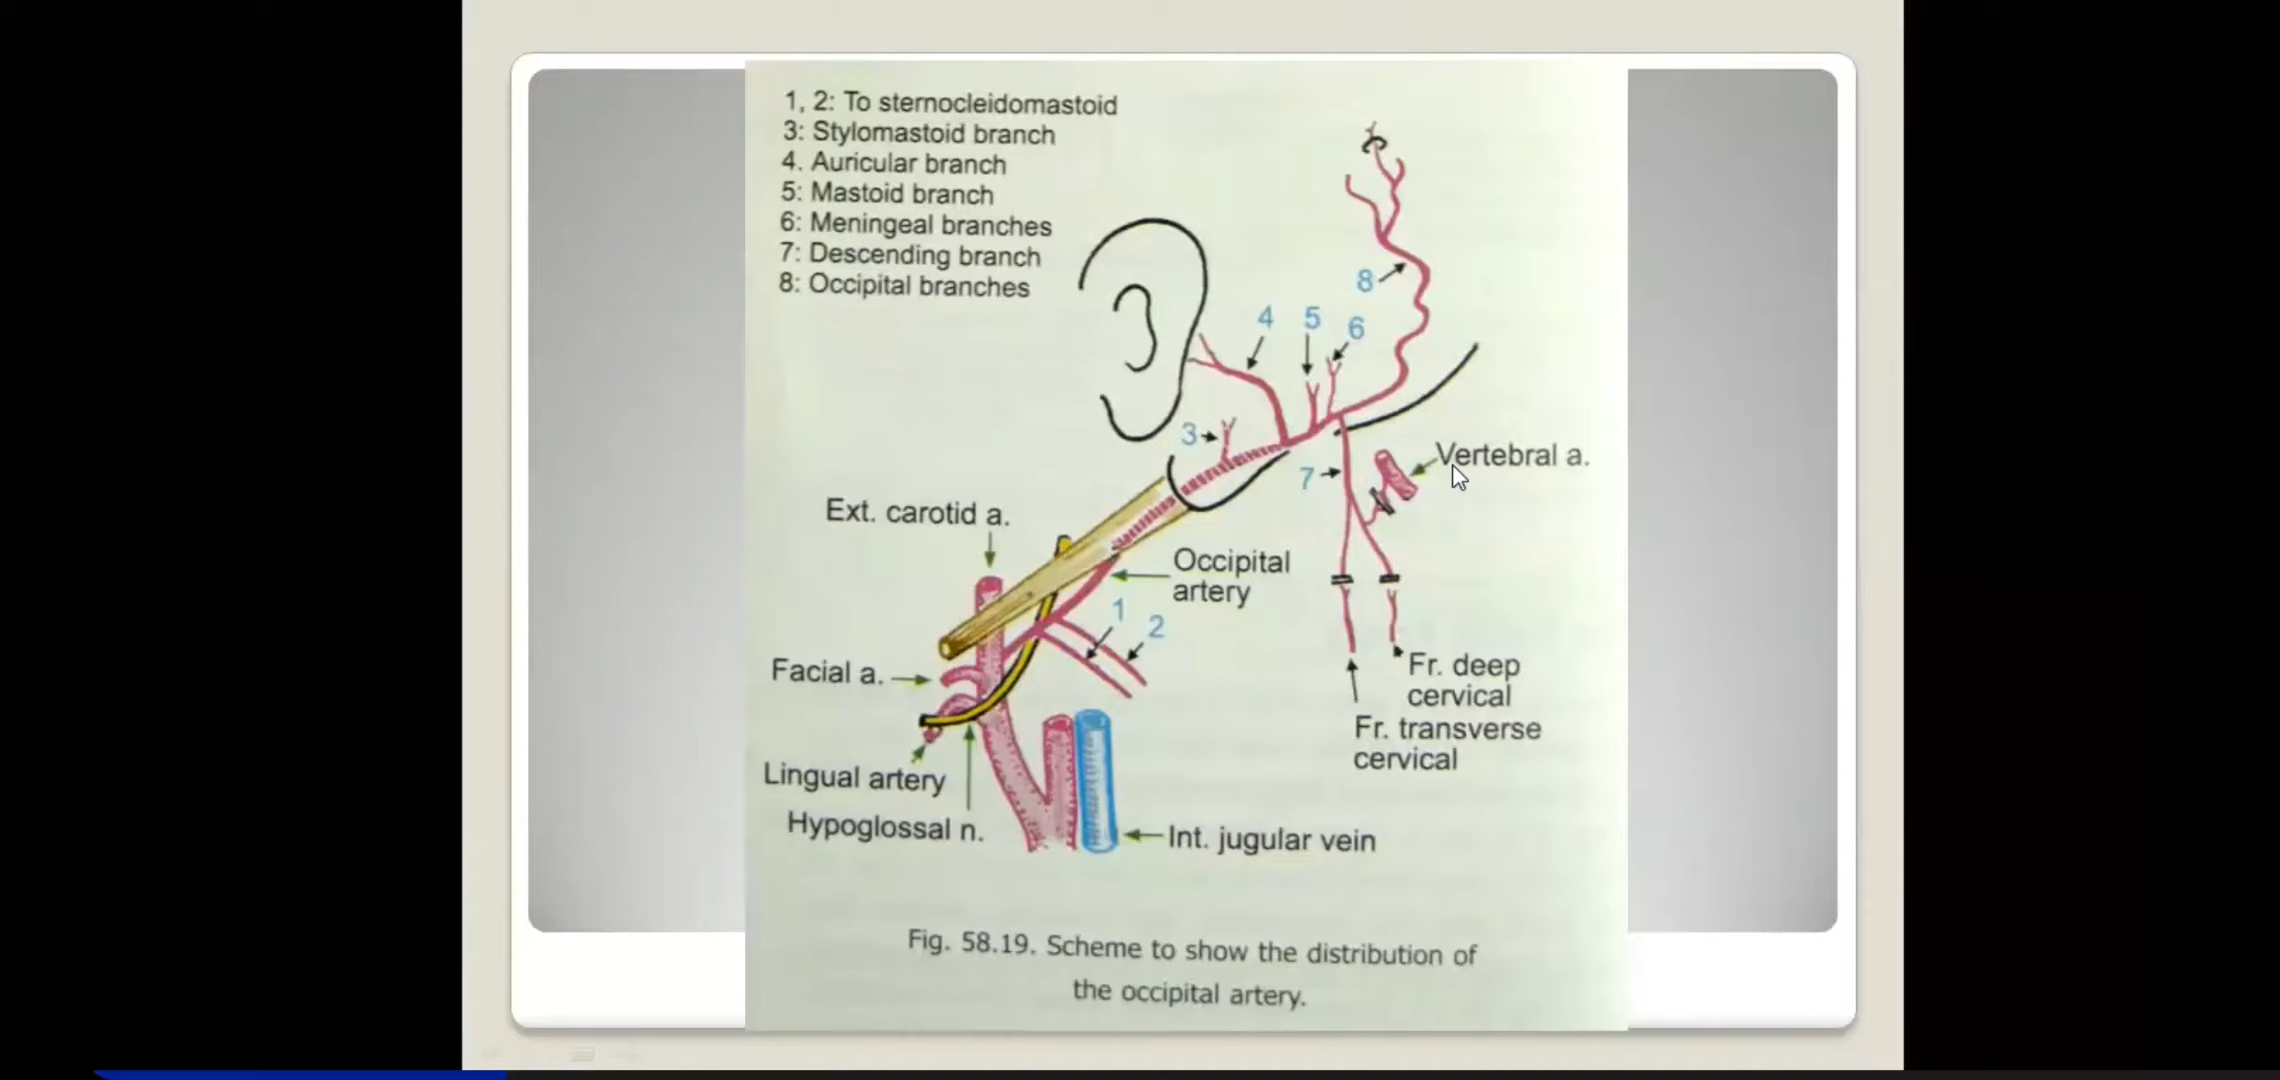 1, 2: To sternocleidomastoid
3: Stylomastoid branch
4. Auricular branch
5: Mastoid branch
6: Meningeal branches
7: Descending branch
8: Occipital branches
8
4
5
6
3
7
Vertebral a.
Ext. carotid a.
Occipital
artery
1
2
Facial a.
Fr. deep
cervical
Fr. transverse
cervical
Lingual artery
Hypoglossal n.
Int. jugular vein
Fig. 58.19. Scheme to show the distribution of
the occipital artery.